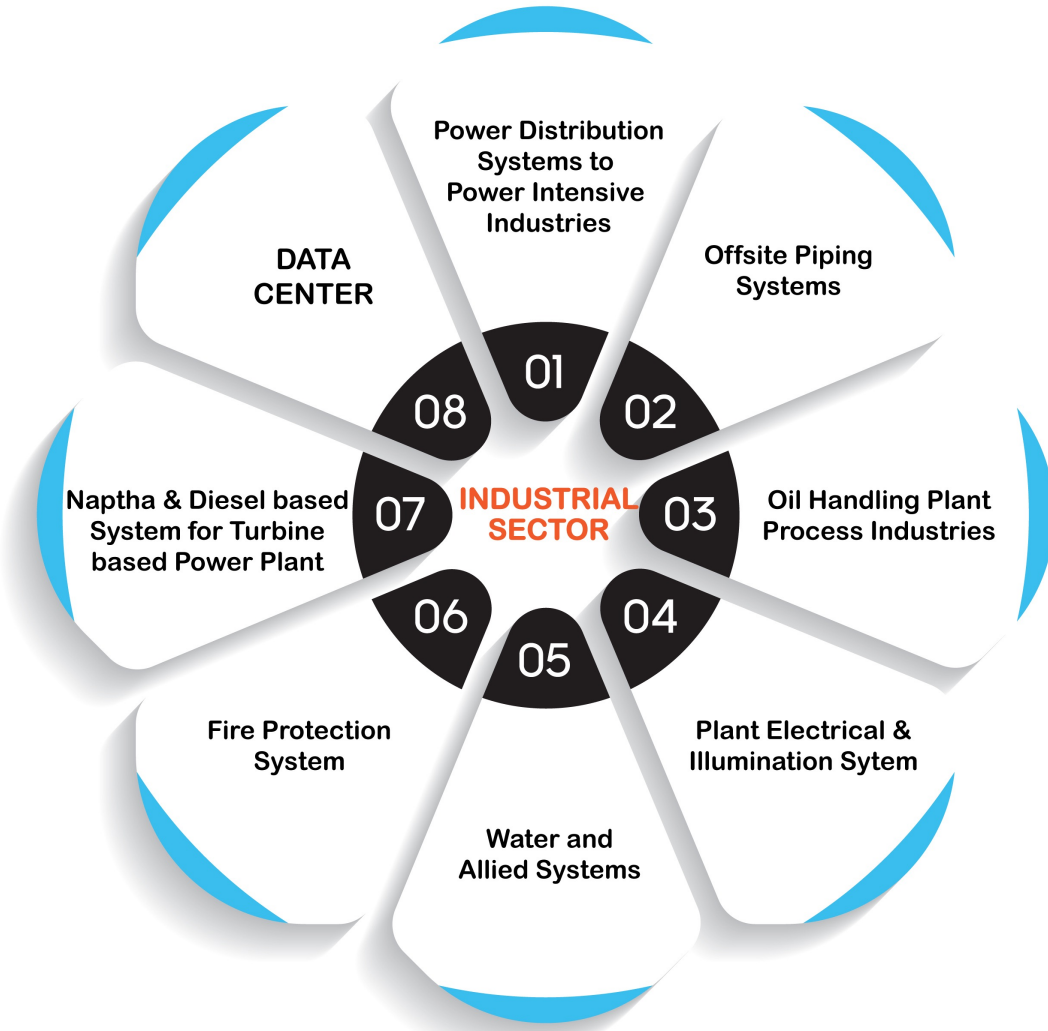 INDUSTRIAL
SECTOR
01
Power Distribution
Systems to
Power Intensive
Industries
02
Offsite Piping
Systems
03
Oil Handling Plant
Process Industries
04
Plant Electrical &
Illumination Sytem
05
Water and
Allied Systems
06
Fire Protection
System
07
Naptha & Diesel based
System for Turbine
based Power Plant
08
DATA
CENTER